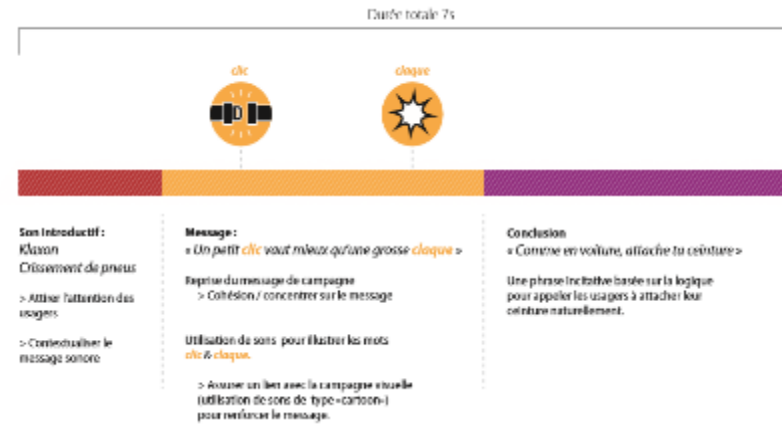 Durée totale 7s
clic
claque
Son Introductif :
Klaxon
Crissement de pneus
> Attirer l'attention des
usagers
> Contextualiser le
message sonore
Message :
« Un petit clic vaut mieux qu'une grosse claque »
Reprise du message de campagne
> Cohésion / concentrer sur le message
Utilisation de sons pour illustrer les mots
clic & claque.
> Assurer un lien avec la campagne visuelle
(utilisation de sons de type «cartoon»)
pour renforcer le message.
Conclusion
« Comme en voiture, attache ta ceinture »
Une phrase incitative basée sur la logique
pour appeler les usagers à attacher leur
ceinture naturellement.